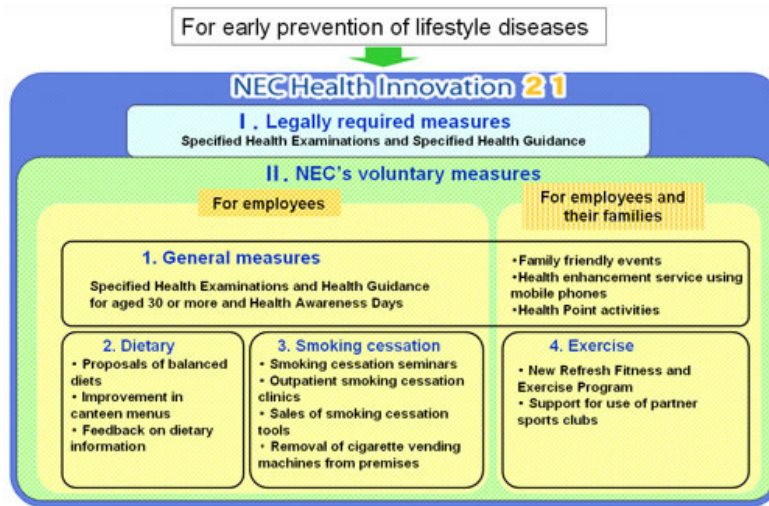 For early prevention of lifestyle diseases
NEC Health Innovation 21
I. Legally required measures
Specified Health Examinations and Specified Health Guidance
II. NEC's voluntary measures
For employees
For employees and
their families
1. General measures
Specified Health Examinations and Health Guidance
for aged 30 or more and Health Awareness Days
•Family friendly events
•Health enhancement service using
mobile phones
•Health Point activities
2. Dietary
• Proposals of balanced
diets
• Improvement in
canteen menus
• Feedback on dietary
information
3. Smoking cessation
• Smoking cessation seminars
• Outpatient smoking cessation
clinics
• Sales of smoking cessation
tools
• Removal of cigarette vending
machines from premises
4. Exercise
• New Refresh Fitness and
Exercise Program
• Support for use of partner
sports clubs